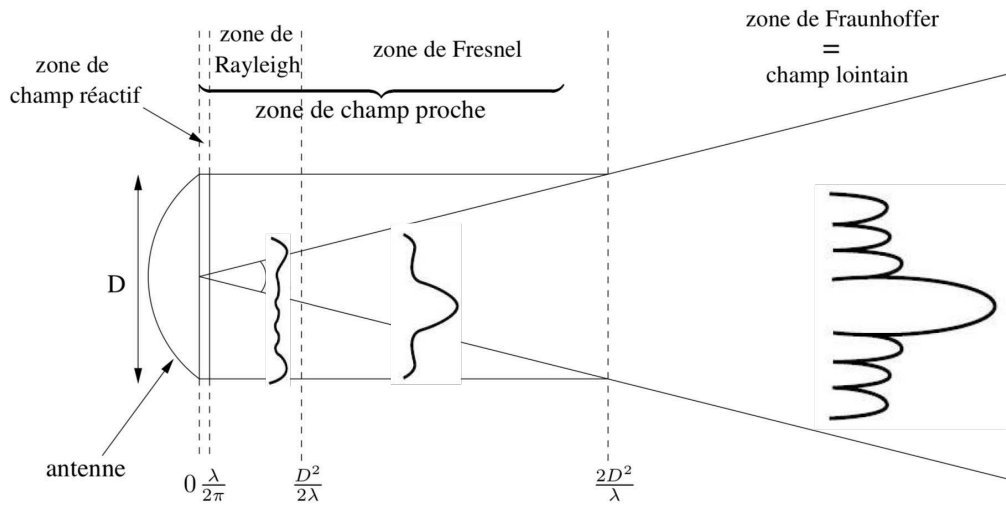 zone de
champ réactif
zone de
Rayleigh
zone de Fresnel
zone de champ proche
zone de Fraunhoffer
=
champ lointain
D
antenne
0
λ/2π
D²/2λ
2D²/λ